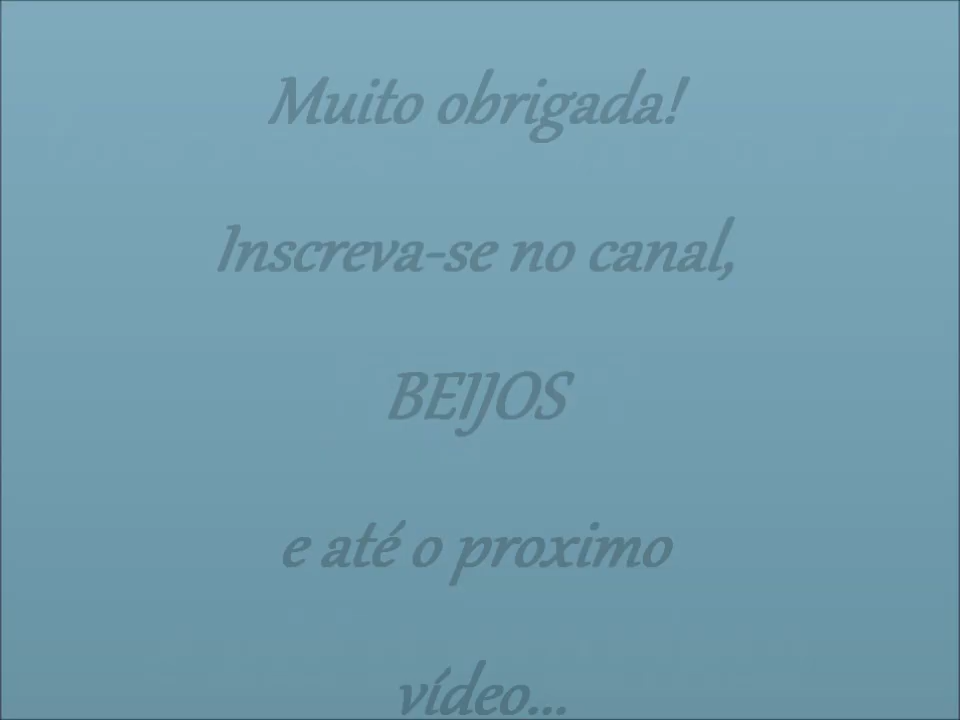 Muito obrigada!
Inscreva-se no canal,
BEIJOS
e até o proximo
vídeo...